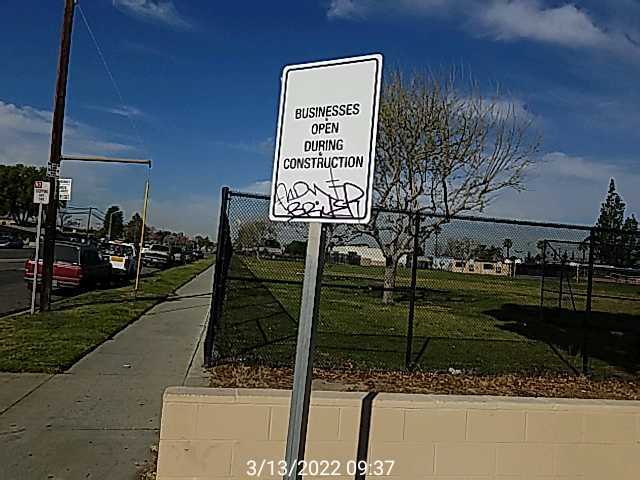 BUSINESSES
OPEN
DURING
CONSTRUCTION
3/13/2022 09:37